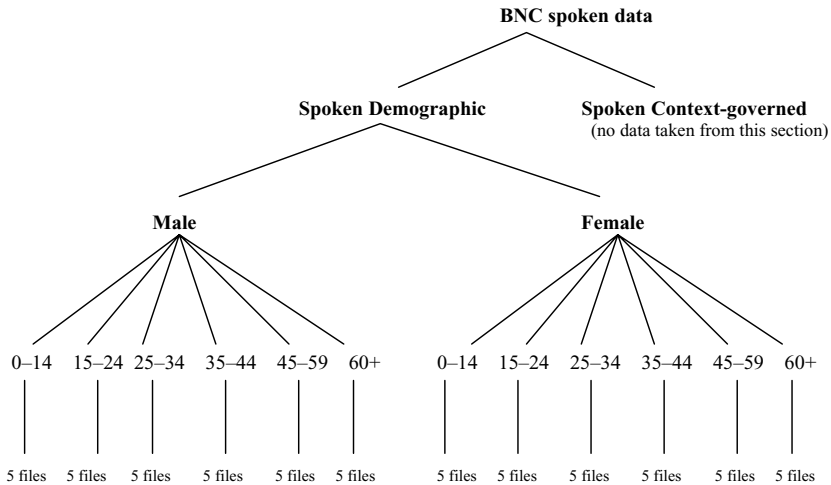 BNC spoken data
Spoken Demographic Spoken Context-governed
(no data taken from this section)
Male Female
0–14 15–24 25–34 35–44 45–59 60+ 0–14 15–24 25–34 35–44 45–59 60+
5 files 5 files 5 files 5 files 5 files 5 files 5 files 5 files 5 files 5 files 5 files 5 files